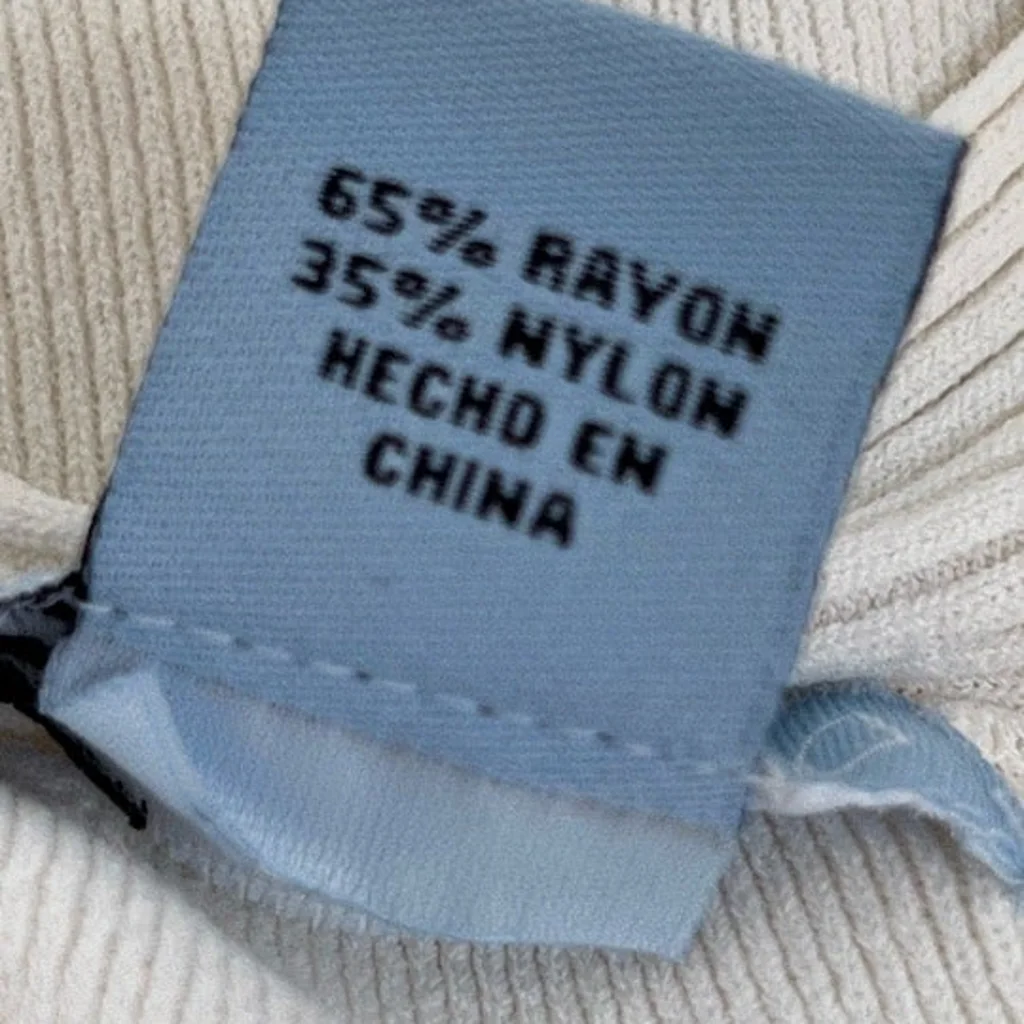 65% RAYON
35% NYLON
HECHO EN
CHINA